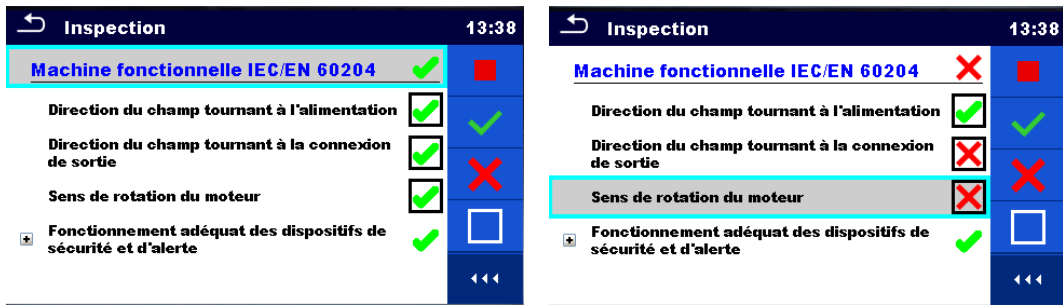 Inspection 13:38
Machine fonctionnelle IEC/EN 60204
Direction du champ tournant à l'alimentation
Direction du champ tournant à la connexion
de sortie
Sens de rotation du moteur
Fonctionnement adéquat des dispositifs de
sécurité et d'alerte
Inspection 13:38
Machine fonctionnelle IEC/EN 60204
Direction du champ tournant à l'alimentation
Direction du champ tournant à la connexion
de sortie
Sens de rotation du moteur
Fonctionnement adéquat des dispositifs de
sécurité et d'alerte